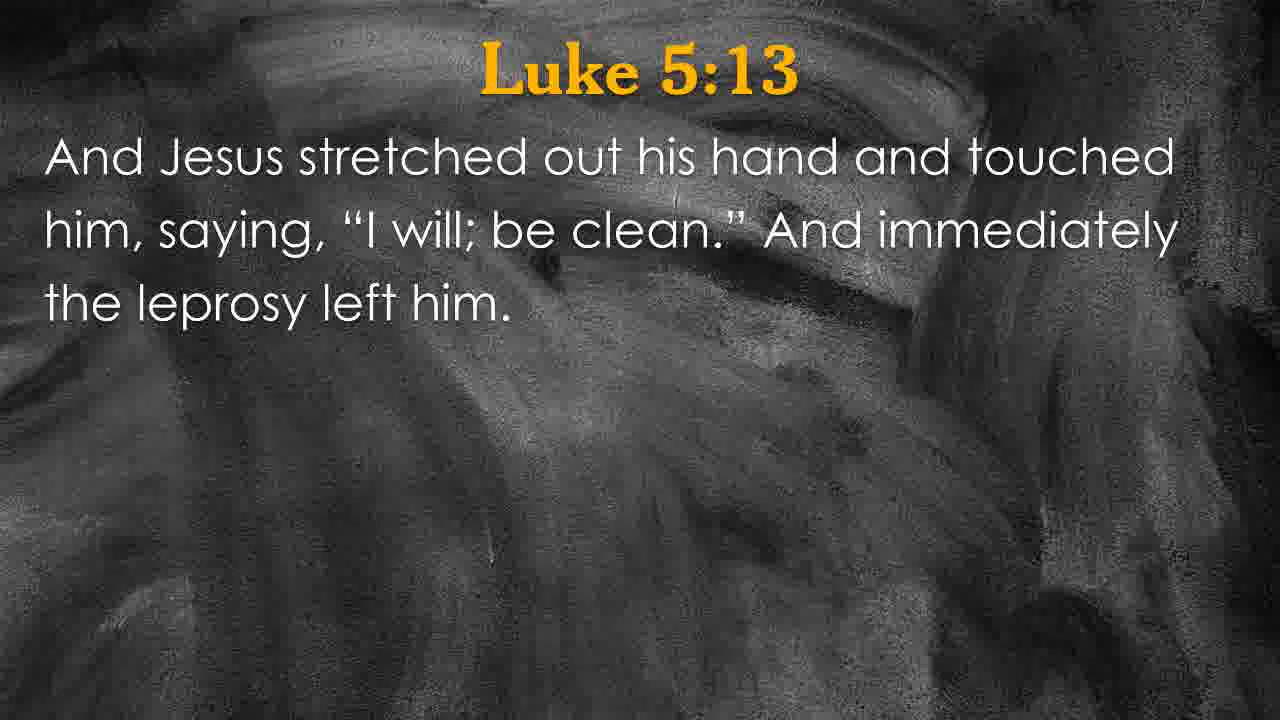 Luke 5:13
And Jesus stretched out his hand and touched
him, saying, “I will; be clean.” And immediately
the leprosy left him.